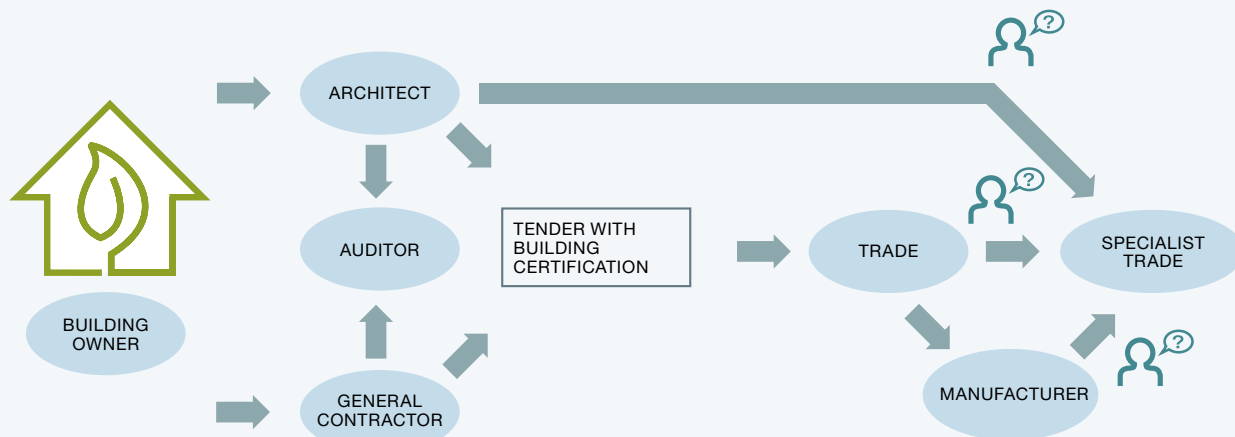 ?
ARCHITECT
?
TENDER WITH
BUILDING
CERTIFICATION
AUDITOR
TRADE
SPECIALIST
TRADE
BUILDING
OWNER
?
GENERAL
CONTRACTOR
MANUFACTURER